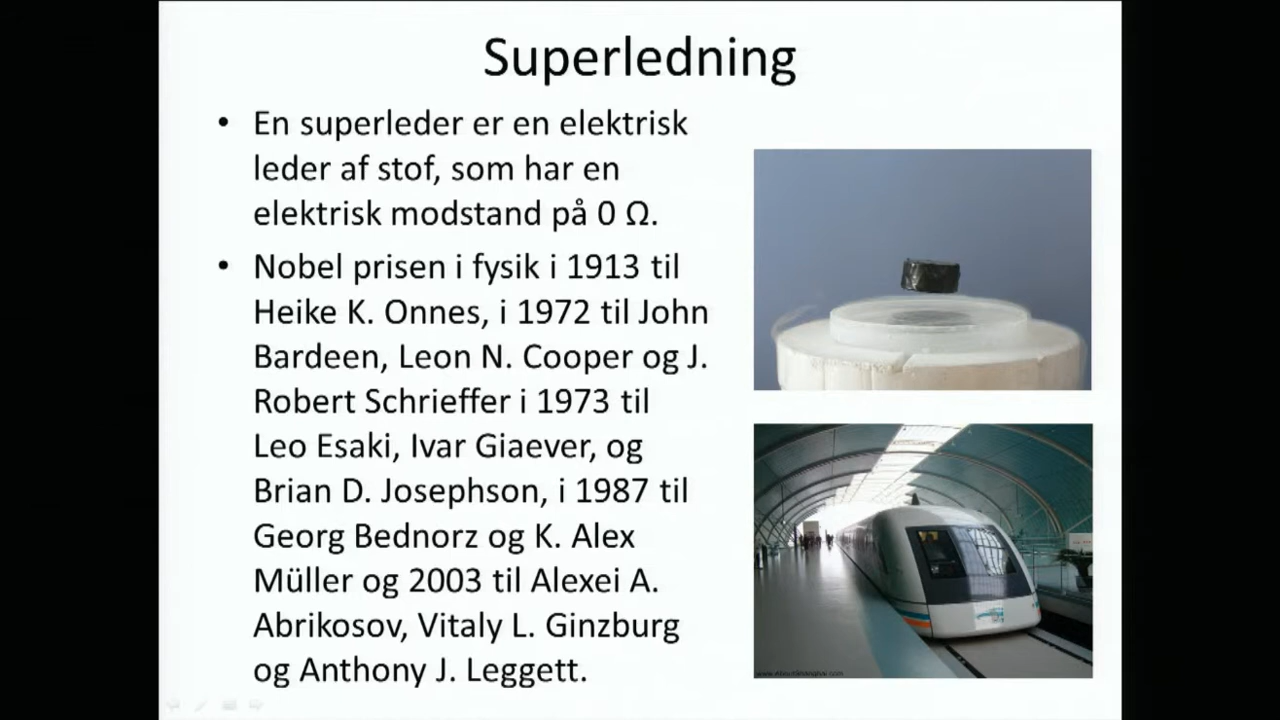 Superledning
• En superleder er en elektrisk
leder af stof, som har en
elektrisk modstand på 0 Ω.
• Nobel prisen i fysik i 1913 til
Heike K. Onnes, i 1972 til John
Bardeen, Leon N. Cooper og J.
Robert Schrieffer i 1973 til
Leo Esaki, Ivar Giaever, og
Brian D. Josephson, i 1987 til
Georg Bednorz og K. Alex
Müller og 2003 til Alexei A.
Abrikosov, Vitaly L. Ginzburg
og Anthony J. Leggett.